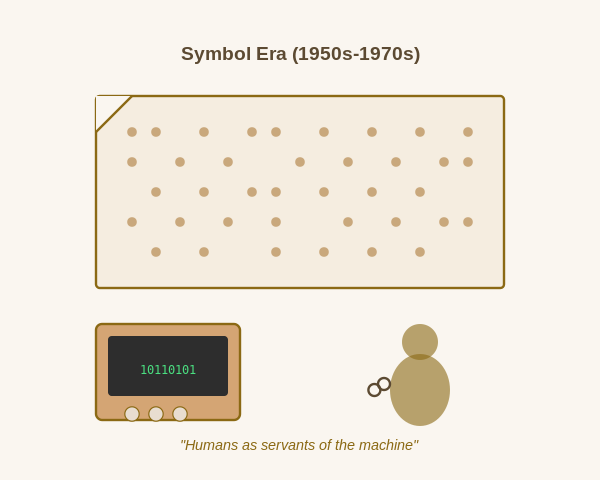 Symbol Era (1950s-1970s)
10110101
"Humans as servants of the machine"